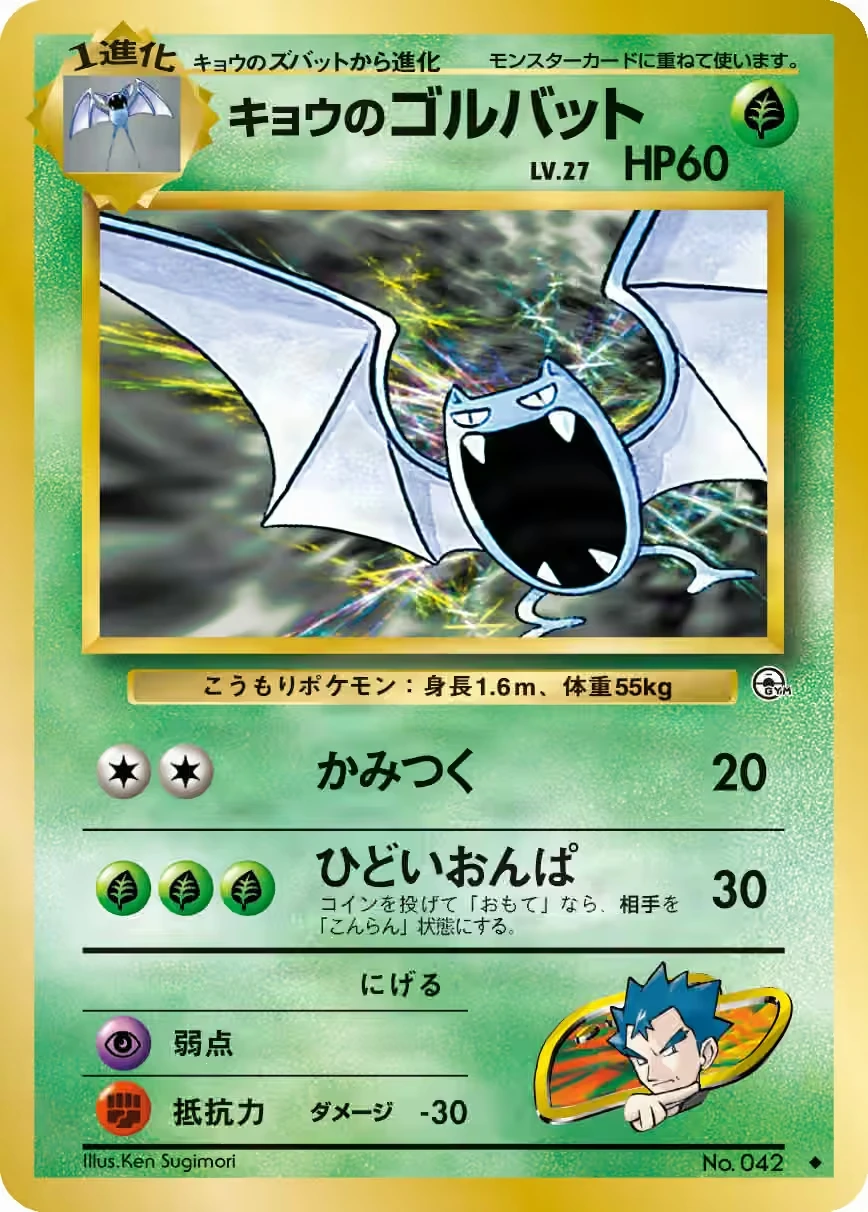 1進化
キョウのズバットから進化
モンスターカードに重ねて使います。
キョウのゴルバット
LV.27 HP60
こうもりポケモン：身長1.6m、体重55kg
GYM
かみつく 20
ひどいおんぱ 30
コインを投げて「おもて」なら、相手を
「こんらん」状態にする。
にげる
弱点
抵抗力 ダメージ -30
Illus.Ken Sugimori
No. 042